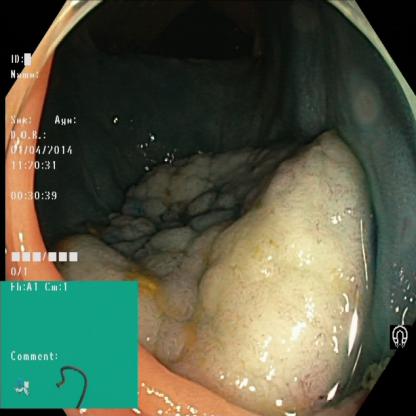 ID:
Name:
Sex: Age:
D.O.B.:
01/04/2014
11:20:31
00:30:39
0/1
Eh:A1 Cm:1
Comment: